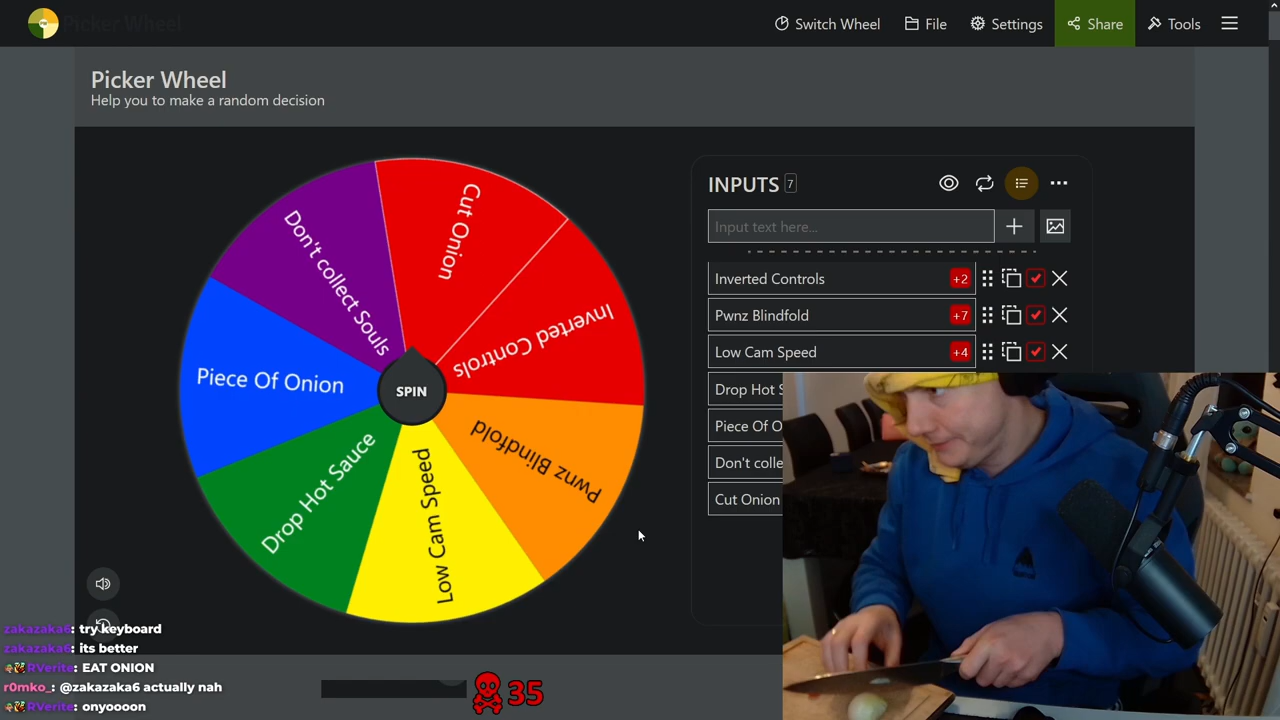 Picker Wheel
Switch Wheel
File
Settings
Share
Tools
Picker Wheel
Help you to make a random decision
Cut Onion
Inverted Controls
Pwnz Blindfold
Low Cam Speed
Drop Hot Sauce
Piece Of Onion
Don't collect Souls
SPIN
INPUTS 7
Input text here...
Inverted Controls +2
Pwnz Blindfold +7
Low Cam Speed +4
Drop Hot S
Piece Of O
Don't colle
Cut Onion
zakazaka6: try keyboard
zakazaka6: its better
RVerite: EAT ONION
r0mko_: @zakazaka6 actually nah
RVerite: onyoooon
35